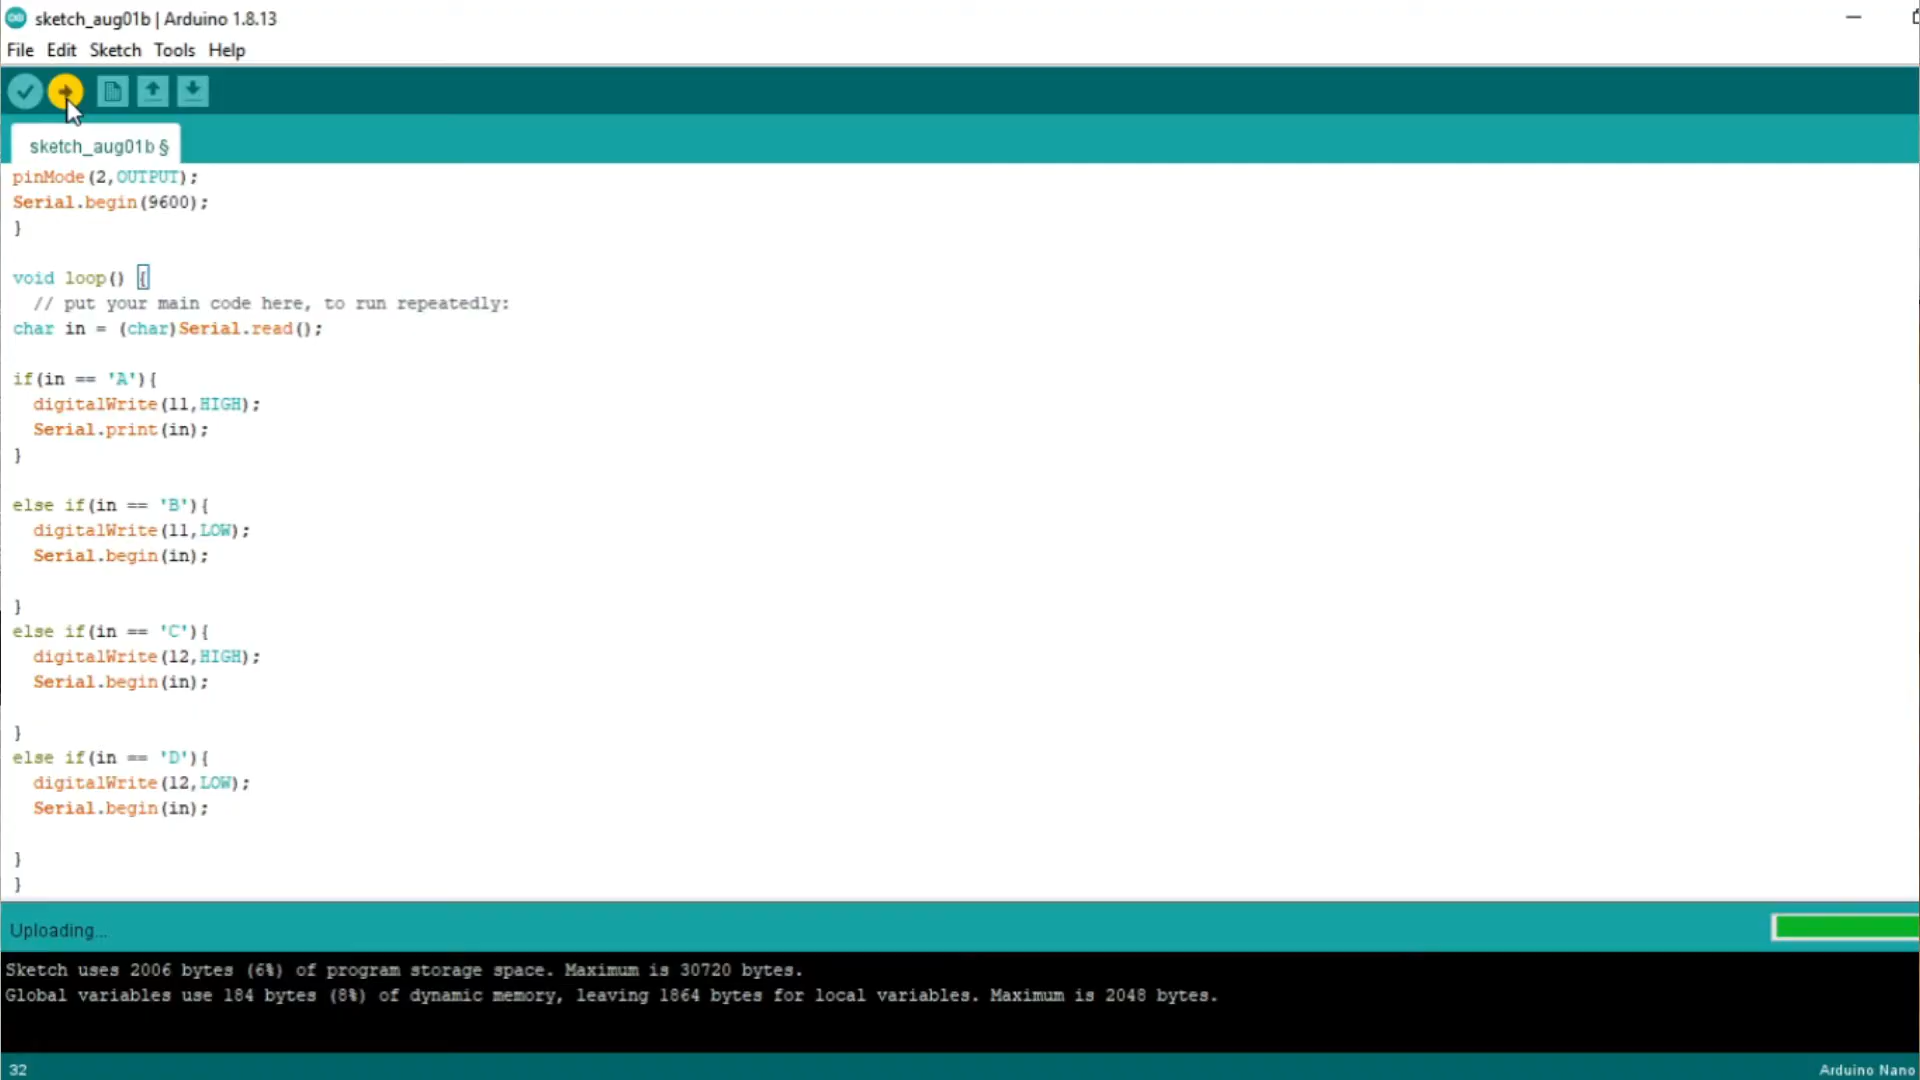 sketch_aug01b | Arduino 1.8.13
File Edit Sketch Tools Help
sketch_aug01b §
pinMode(2,OUTPUT);
Serial.begin(9600);
}
void loop() {
// put your main code here, to run repeatedly:
char in = (char)Serial.read();
if(in == 'A'){
digitalWrite(11,HIGH);
Serial.print(in);
}
else if(in == 'B'){
digitalWrite(11,LOW);
Serial.begin(in);
}
else if(in == 'C'){
digitalWrite(12,HIGH);
Serial.begin(in);
}
else if(in == 'D'){
digitalWrite(12,LOW);
Serial.begin(in);
}
}
Uploading...
Sketch uses 2006 bytes (6%) of program storage space. Maximum is 30720 bytes.
Global variables use 184 bytes (8%) of dynamic memory, leaving 1864 bytes for local variables. Maximum is 2048 bytes.
32
Arduino Nano